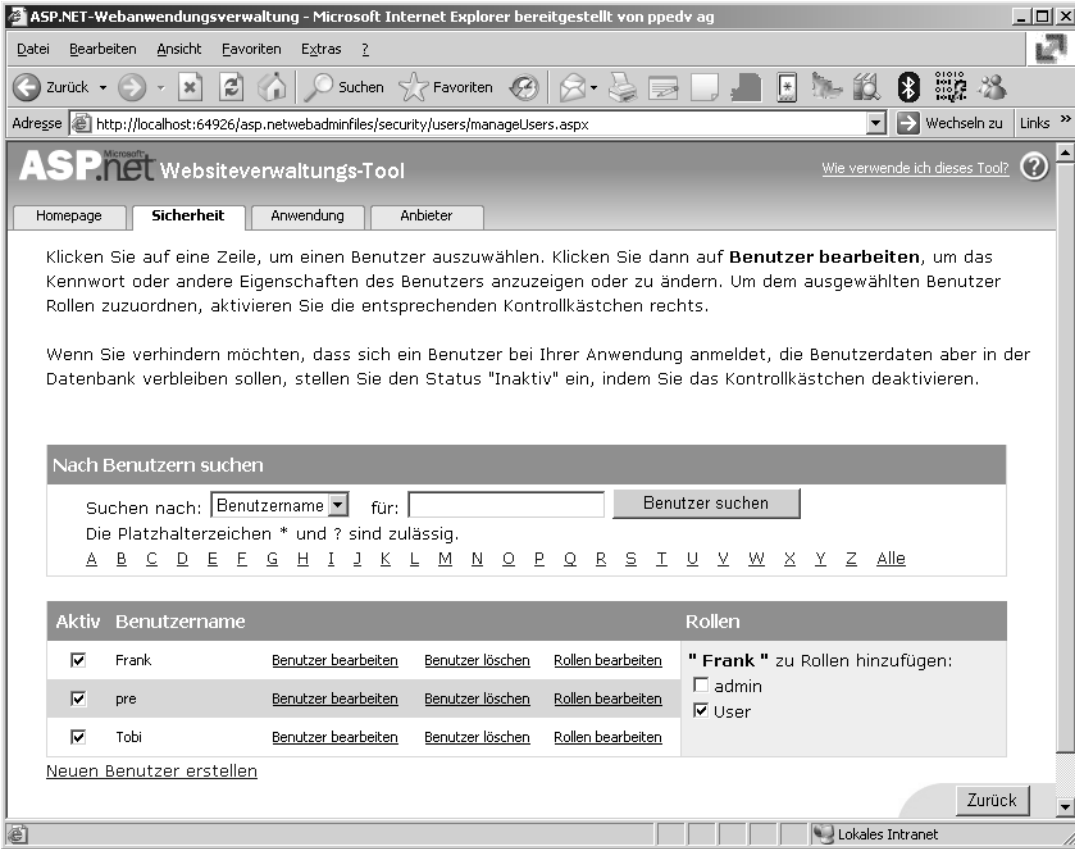 ASP.NET-Webanwendungsverwaltung - Microsoft Internet Explorer bereitgestellt von ppedv ag
Datei Bearbeiten Ansicht Favoriten Extras ?
Zurück Suchen Favoriten
Adresse http://localhost:64926/asp.netwebadminfiles/security/users/manageUsers.aspx Wechseln zu Links »
Microsoft ASP.net Websiteverwaltungs-Tool Wie verwende ich dieses Tool? ?
Homepage Sicherheit Anwendung Anbieter
Klicken Sie auf eine Zeile, um einen Benutzer auszuwählen. Klicken Sie dann auf Benutzer bearbeiten, um das
Kennwort oder andere Eigenschaften des Benutzers anzuzeigen oder zu ändern. Um dem ausgewählten Benutzer
Rollen zuzuordnen, aktivieren Sie die entsprechenden Kontrollkästchen rechts.
Wenn Sie verhindern möchten, dass sich ein Benutzer bei Ihrer Anwendung anmeldet, die Benutzerdaten aber in der
Datenbank verbleiben sollen, stellen Sie den Status "Inaktiv" ein, indem Sie das Kontrollkästchen deaktivieren.
Nach Benutzern suchen
Suchen nach: Benutzername für: Benutzer suchen
Die Platzhalterzeichen * und ? sind zulässig.
A B C D E F G H I J K L M N O P Q R S T U V W X Y Z Alle
Aktiv Benutzername Rollen
Frank Benutzer bearbeiten Benutzer löschen Rollen bearbeiten " Frank " zu Rollen hinzufügen:
admin
pre Benutzer bearbeiten Benutzer löschen Rollen bearbeiten
User
Tobi Benutzer bearbeiten Benutzer löschen Rollen bearbeiten
Neuen Benutzer erstellen
Zurück
Lokales Intranet